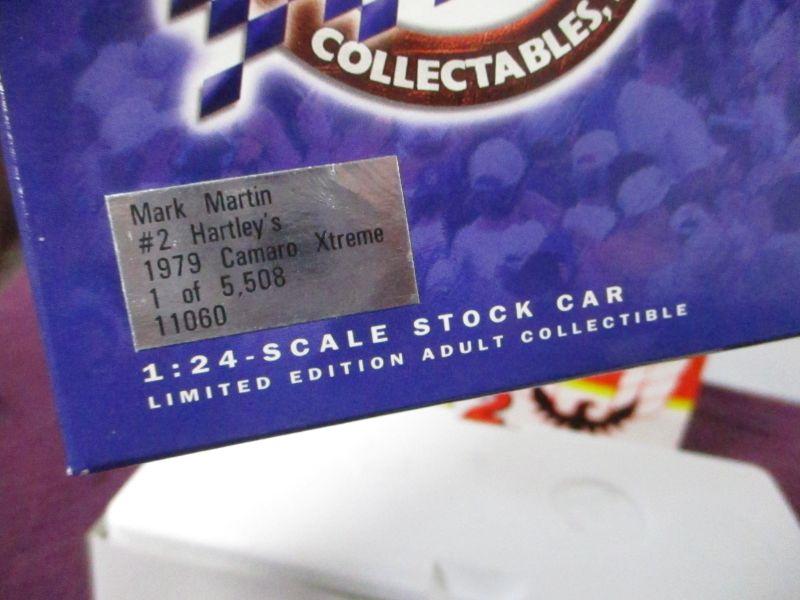 COLLECTABLES,
Mark Martin
#2 Hartley's
1979 Camaro Xtreme
1 of 5,508
11060
1:24-SCALE STOCK CAR
LIMITED EDITION ADULT COLLECTIBLE
2